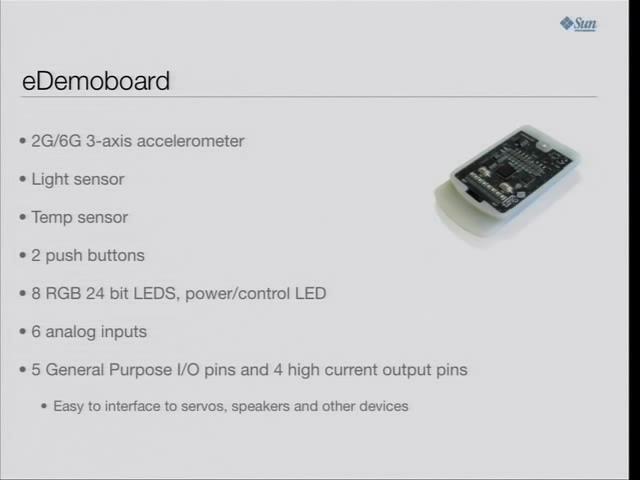 Sun
eDemoboard
• 2G/6G 3-axis accelerometer
• Light sensor
• Temp sensor
• 2 push buttons
• 8 RGB 24 bit LEDS, power/control LED
• 6 analog inputs
• 5 General Purpose I/O pins and 4 high current output pins
• Easy to interface to servos, speakers and other devices